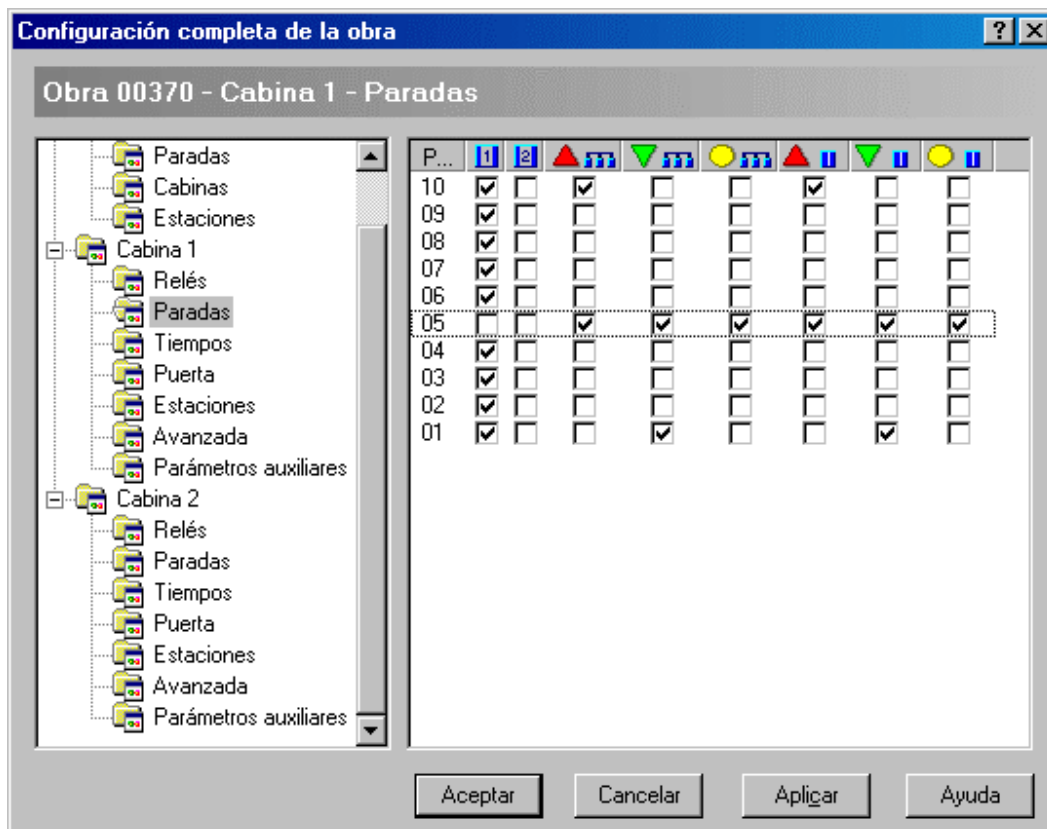 Configuración completa de la obra
Obra 00370 - Cabina 1 - Paradas
Paradas
Cabinas
Estaciones
Cabina 1
Relés
Paradas
Tiempos
Puerta
Estaciones
Avanzada
Parámetros auxiliares
Cabina 2
Relés
Paradas
Tiempos
Puerta
Estaciones
Avanzada
Parámetros auxiliares
P... 1 2
10
09
08
07
06
05
04
03
02
01
Aceptar Cancelar Aplicar Ayuda